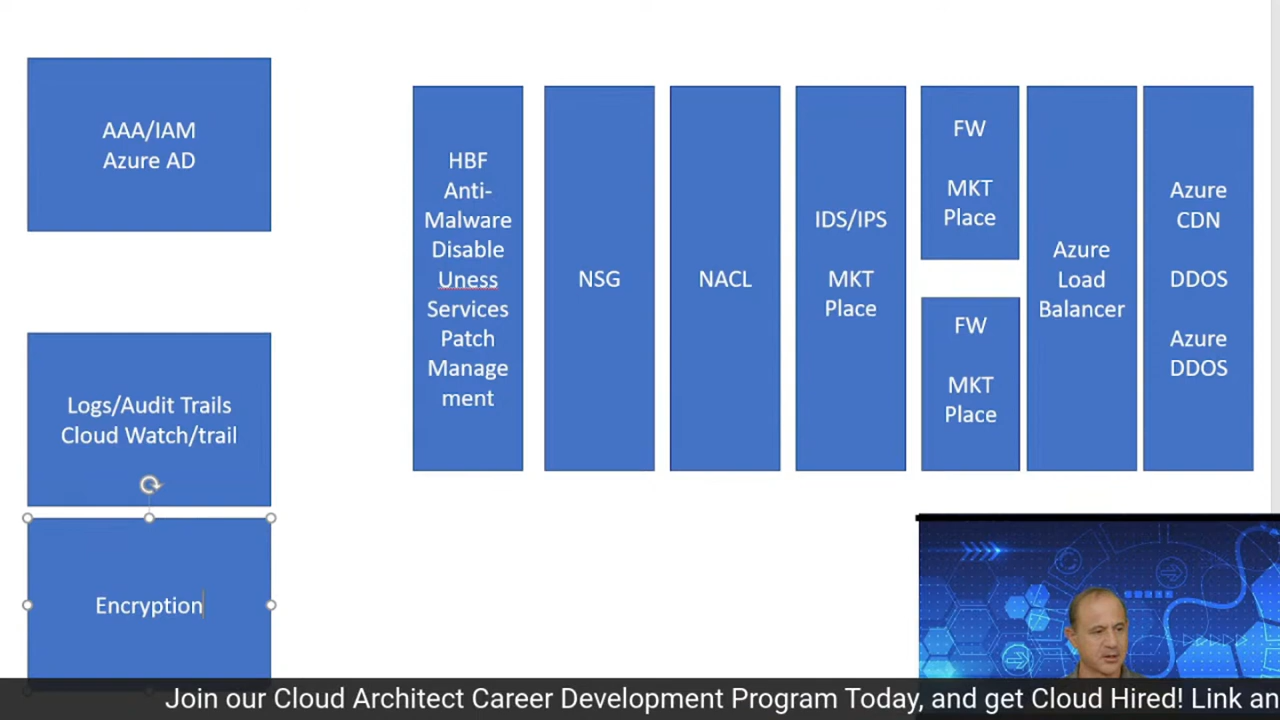 AAA/IAM
Azure AD
Logs/Audit Trails
Cloud Watch/trail
Encryption
HBF
Anti-
Malware
Disable
Uness
Services
Patch
Manage
ment
NSG
NACL
IDS/IPS
MKT
Place
FW
MKT
Place
FW
MKT
Place
Azure
Load
Balancer
Azure
CDN
DDOS
Azure
DDOS
Join our Cloud Architect Career Development Program Today, and get Cloud Hired! Link an